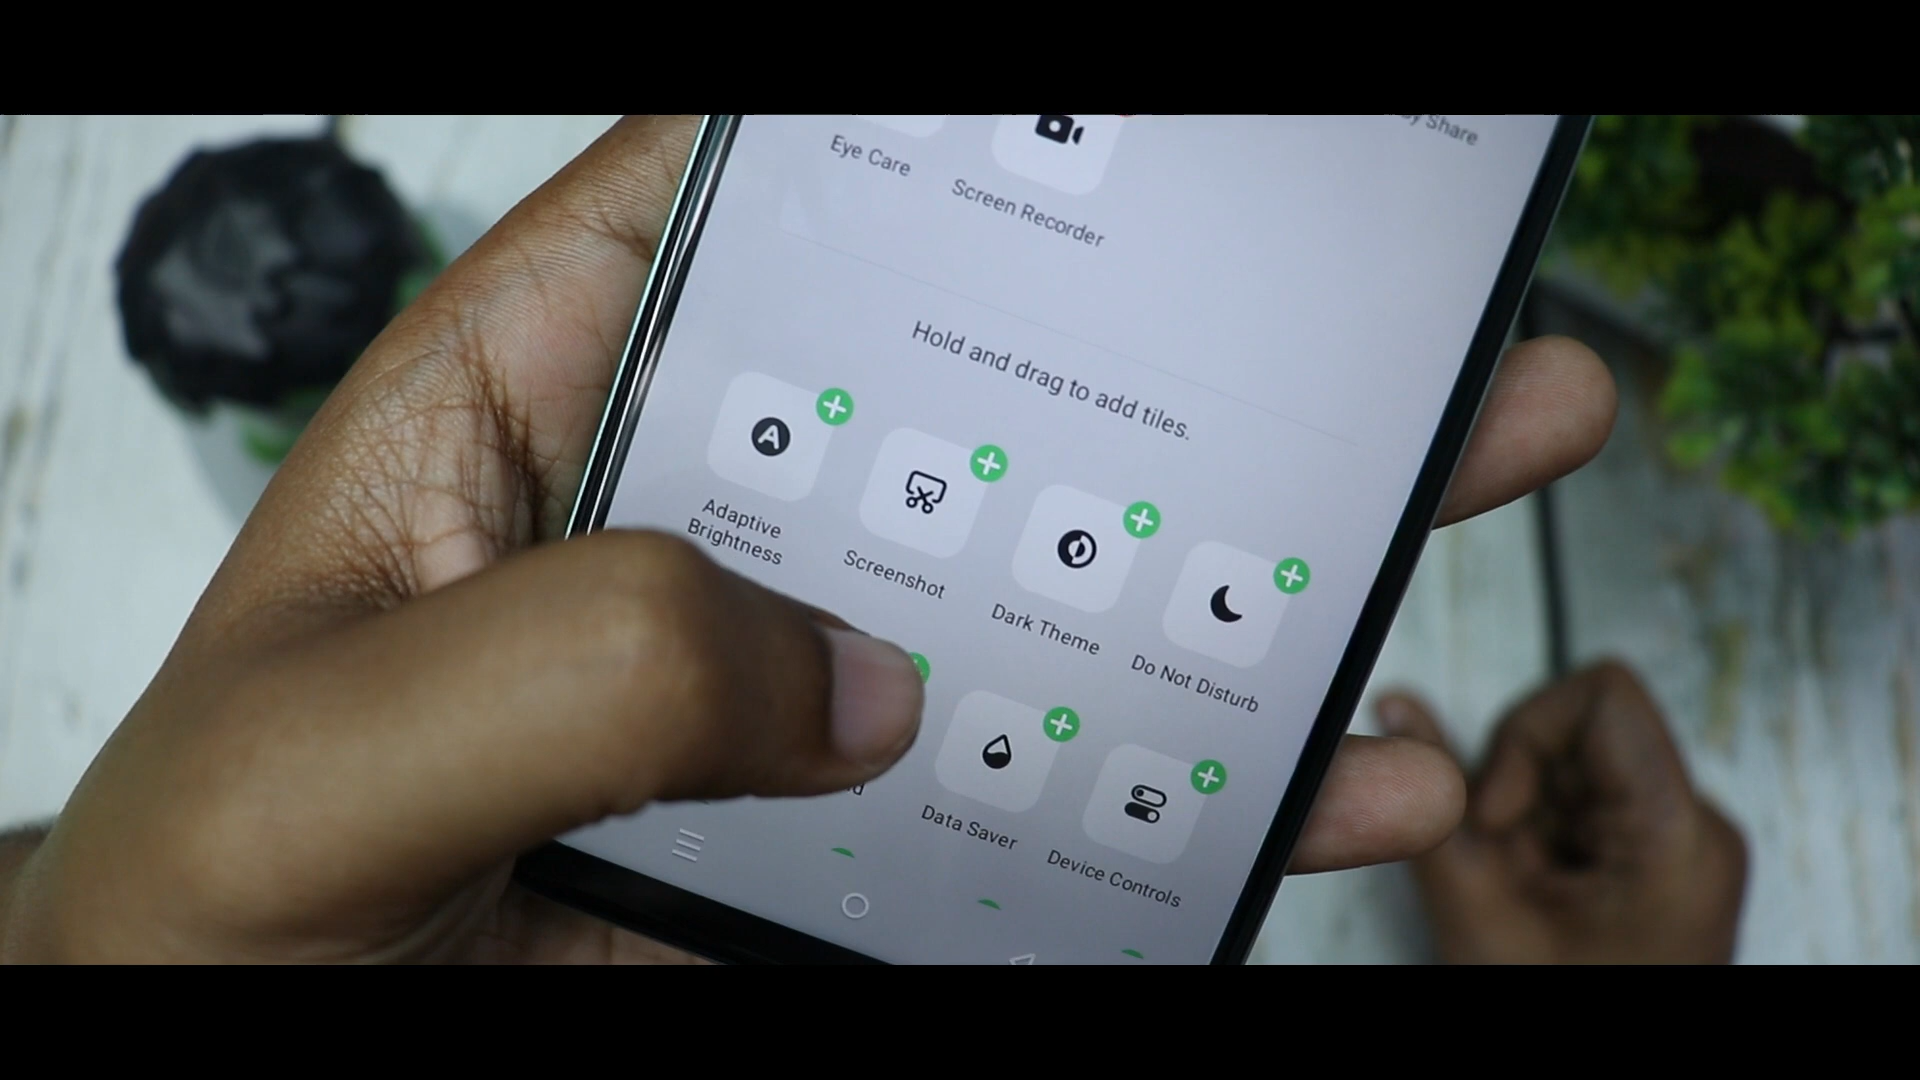 Share
Eye Care
Screen Recorder
Hold and drag to add tiles.
Adaptive
Brightness
Screenshot
Dark Theme
Do Not Disturb
Data Saver
Device Controls